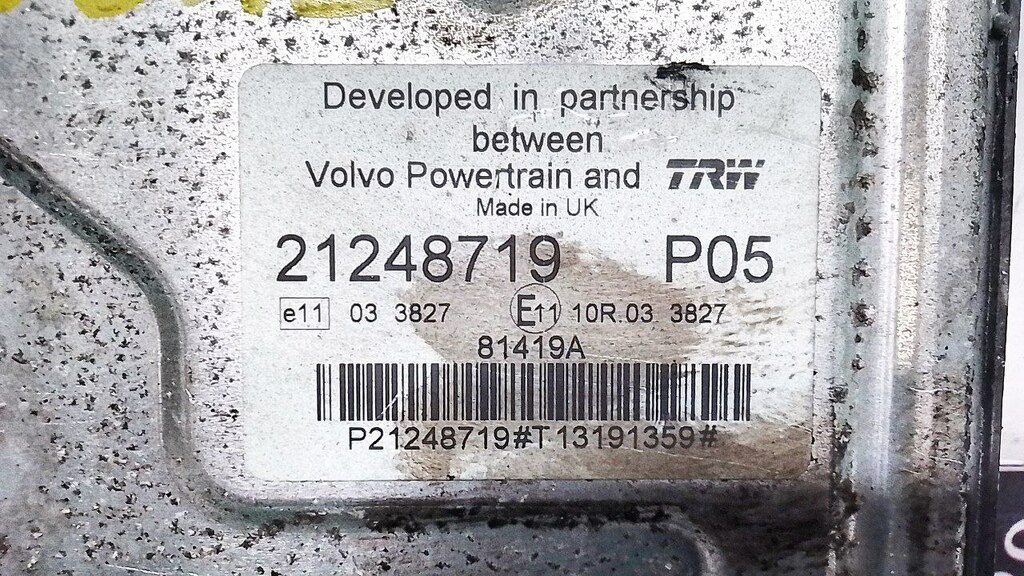 Developed in partnership
between
Volvo Powertrain and TRW
Made in UK
21248719 P05
e11 03 3827 E11 10R.03 3827
81419A
P21248719#T13191359#